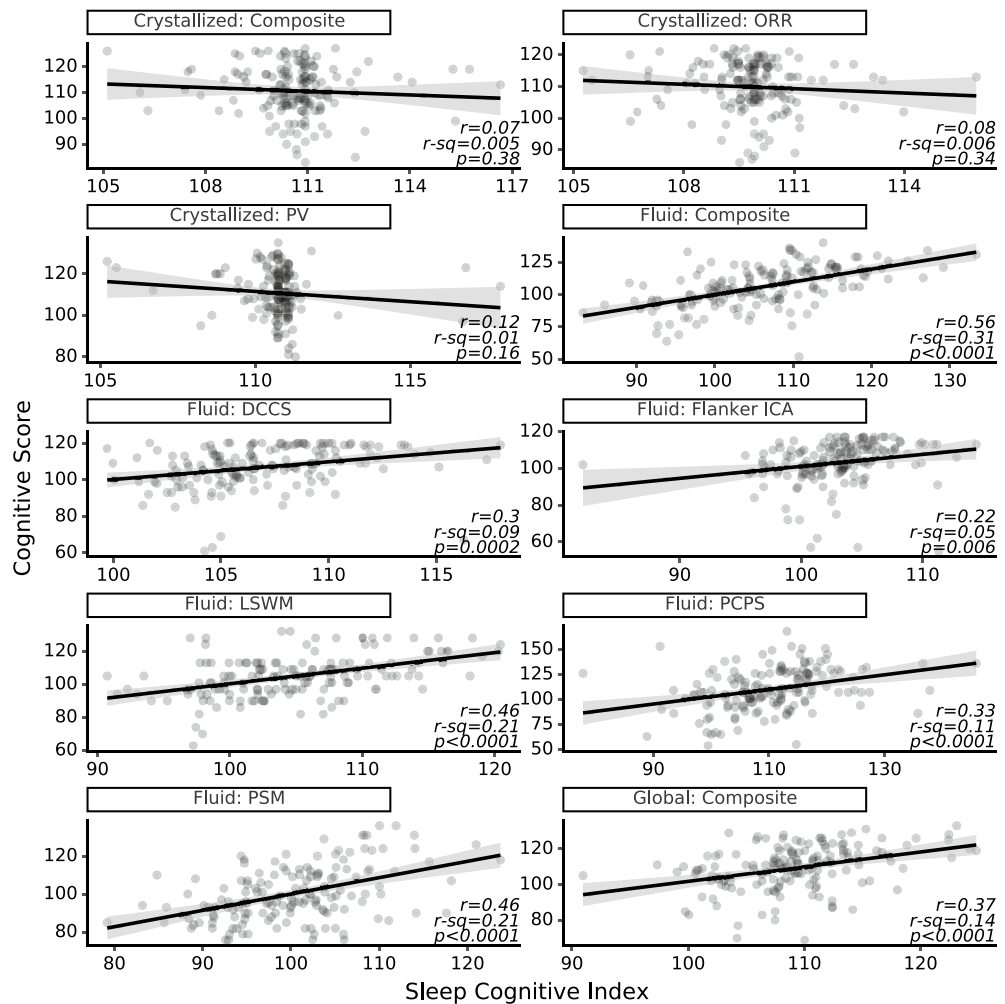 Crystallized: Composite
120
110
100
90
r=0.07
r-sq=0.005
p=0.38
105
108
111
114
117
Crystallized: ORR
120
110
100
90
r=0.08
r-sq=0.006
p=0.34
105
108
111
114
Crystallized: PV
120
100
80
r=0.12
r-sq=0.01
p=0.16
105
110
115
Fluid: Composite
125
100
75
50
r=0.56
r-sq=0.31
p<0.0001
90
100
110
120
130
Cognitive Score
Fluid: DCCS
120
100
80
60
r=0.3
r-sq=0.09
p=0.0002
100
105
110
115
Fluid: Flanker ICA
120
100
80
60
r=0.22
r-sq=0.05
p=0.006
90
100
110
Fluid: LSWM
120
100
80
60
r=0.46
r-sq=0.21
p<0.0001
90
100
110
120
Fluid: PCPS
150
125
100
75
50
r=0.33
r-sq=0.11
p<0.0001
90
110
130
Fluid: PSM
120
100
80
r=0.46
r-sq=0.21
p<0.0001
80
90
100
110
120
Global: Composite
120
100
80
r=0.37
r-sq=0.14
p<0.0001
90
100
110
120
Sleep Cognitive Index